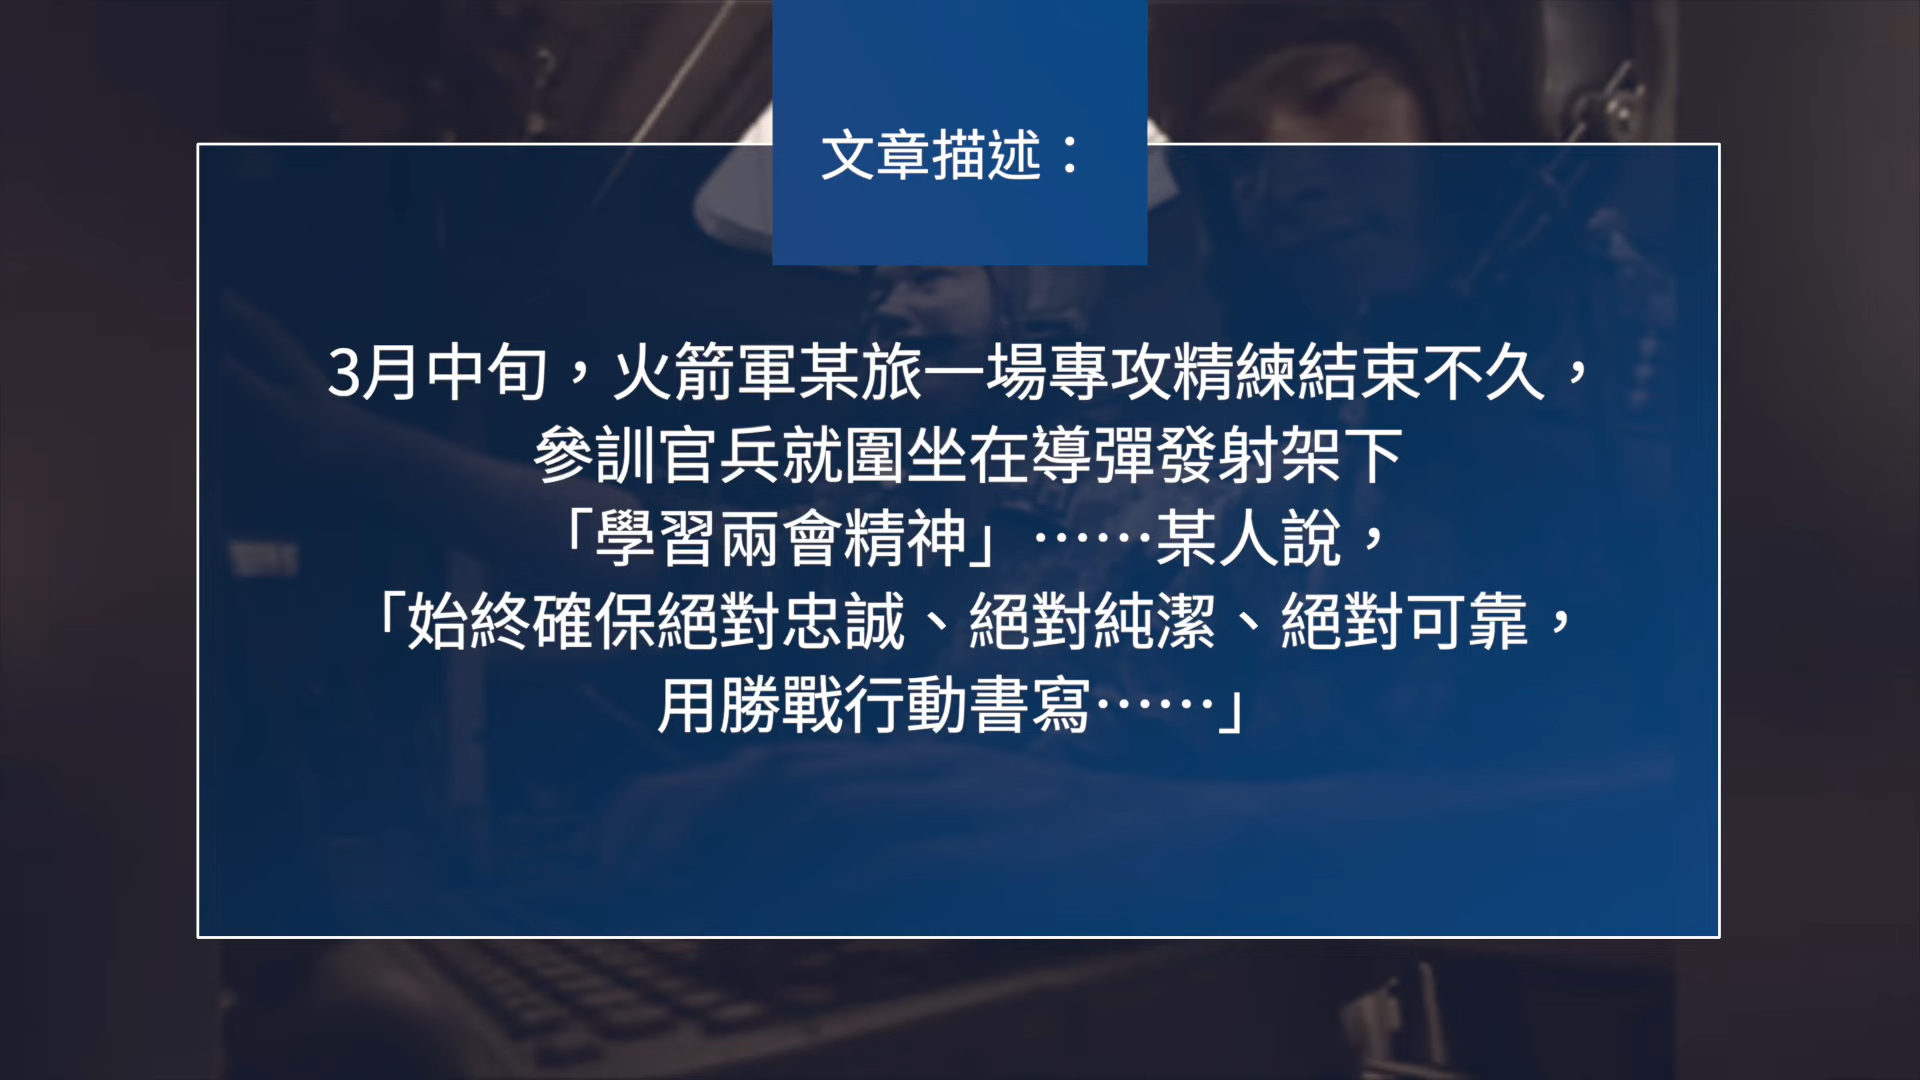 文章描述：
3月中旬，火箭軍某旅一場專攻精練結束不久，
參訓官兵就圍坐在導彈發射架下
「學習兩會精神」⋯⋯某人說，
「始終確保絕對忠誠、絕對純潔、絕對可靠，
用勝戰行動書寫⋯⋯」